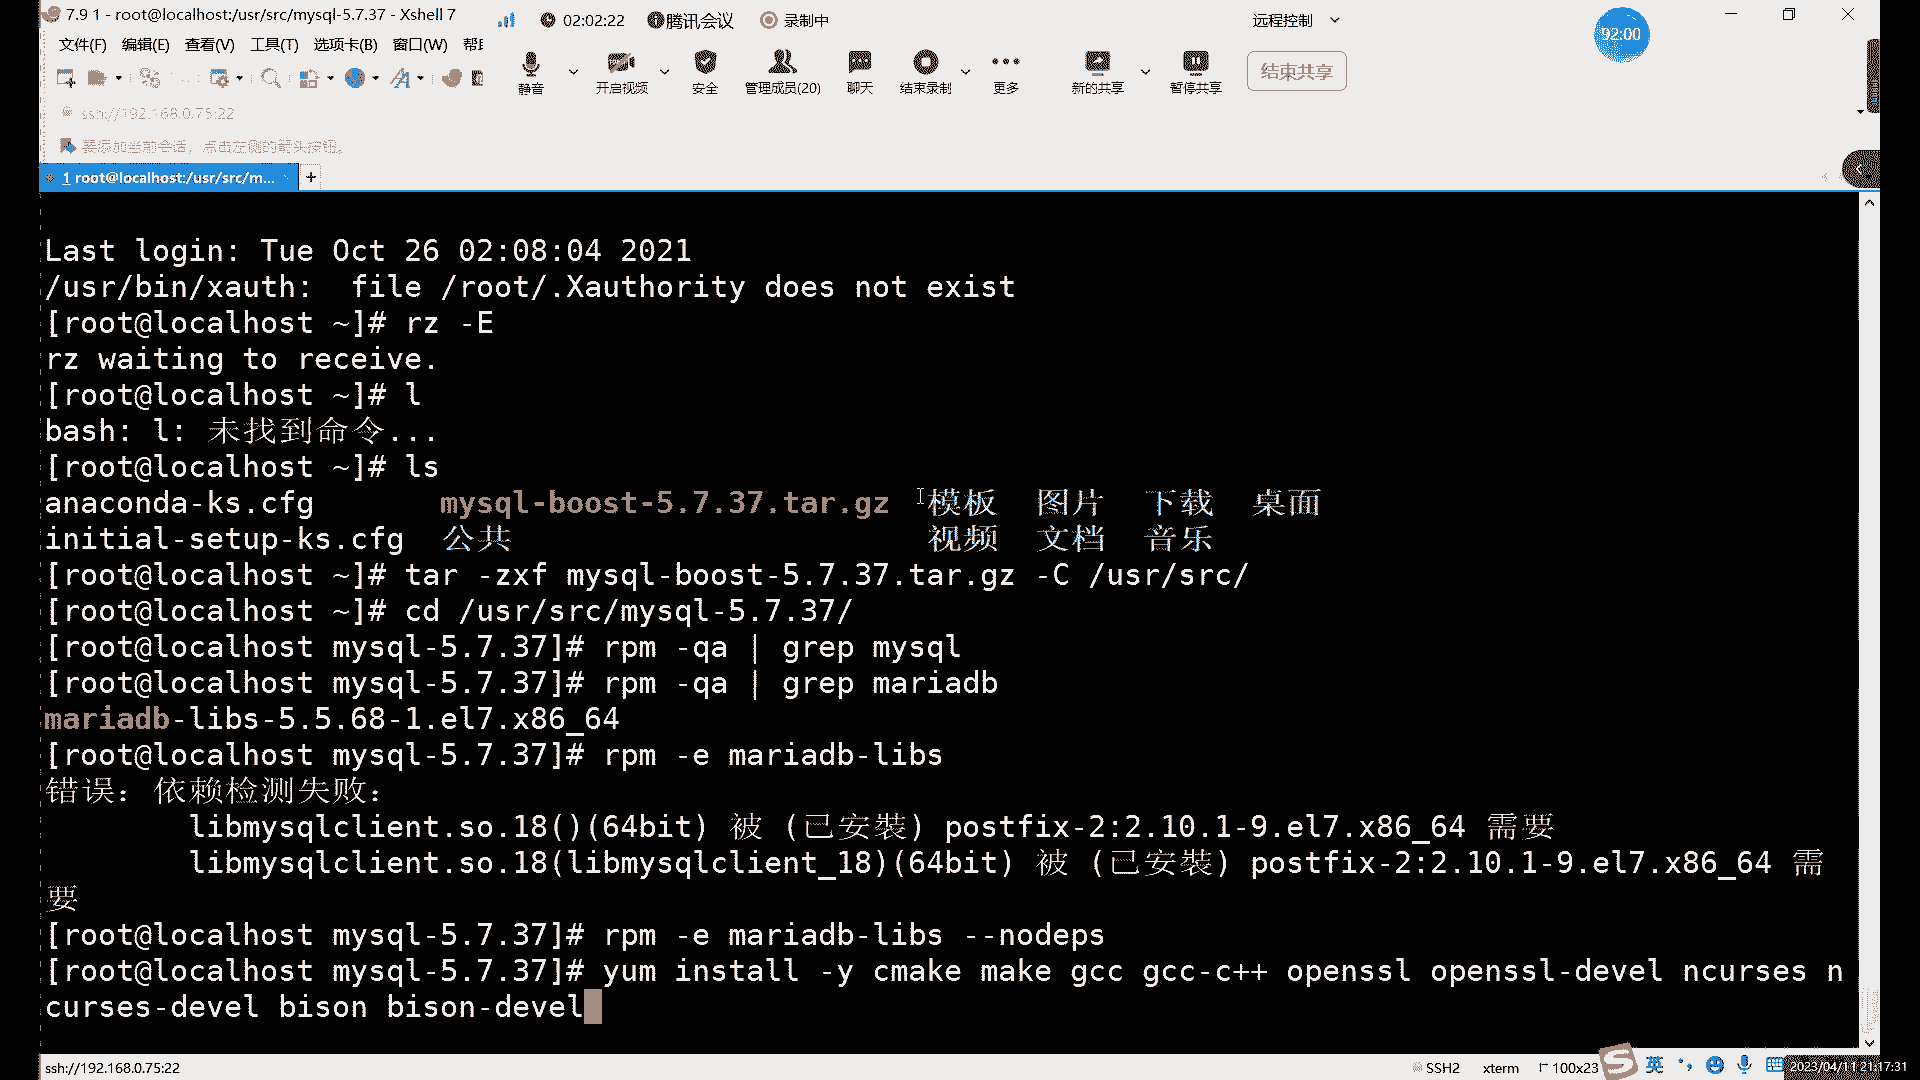 7.9 1 - root@localhost:/usr/src/mysql-5.7.37 - Xshell 7
02:02:22 腾讯会议 录制中
远程控制
92:00
文件(F) 编辑(E) 查看(V) 工具(T) 选项卡(B) 窗口(W) 帮
静音 开启视频 安全 管理成员(20) 聊天 结束录制 更多 新的共享 暂停共享 结束共享
ssh://192.168.0.75:22
要添加当前会话，点击左侧的箭头按钮。
1 root@localhost:/usr/src/m... +
Last login: Tue Oct 26 02:08:04 2021
/usr/bin/xauth:  file /root/.Xauthority does not exist
[root@localhost ~]# rz -E
rz waiting to receive.
[root@localhost ~]# l
bash: l: 未找到命令...
[root@localhost ~]# ls
anaconda-ks.cfg mysql-boost-5.7.37.tar.gz 模板 图片 下载 桌面
initial-setup-ks.cfg 公共 视频 文档 音乐
[root@localhost ~]# tar -zxf mysql-boost-5.7.37.tar.gz -C /usr/src/
[root@localhost ~]# cd /usr/src/mysql-5.7.37/
[root@localhost mysql-5.7.37]# rpm -qa | grep mysql
[root@localhost mysql-5.7.37]# rpm -qa | grep mariadb
mariadb-libs-5.5.68-1.el7.x86_64
[root@localhost mysql-5.7.37]# rpm -e mariadb-libs
错误：依赖检测失败：
libmysqlclient.so.18()(64bit) 被 (已安裝) postfix-2:2.10.1-9.el7.x86_64 需要
libmysqlclient.so.18(libmysqlclient_18)(64bit) 被 (已安裝) postfix-2:2.10.1-9.el7.x86_64 需
要
[root@localhost mysql-5.7.37]# rpm -e mariadb-libs --nodeps
[root@localhost mysql-5.7.37]# yum install -y cmake make gcc gcc-c++ openssl openssl-devel ncurses n
curses-devel bison bison-devel
ssh://192.168.0.75:22 SSH2 xterm 100x23 英 2023/04/11 21:17:31